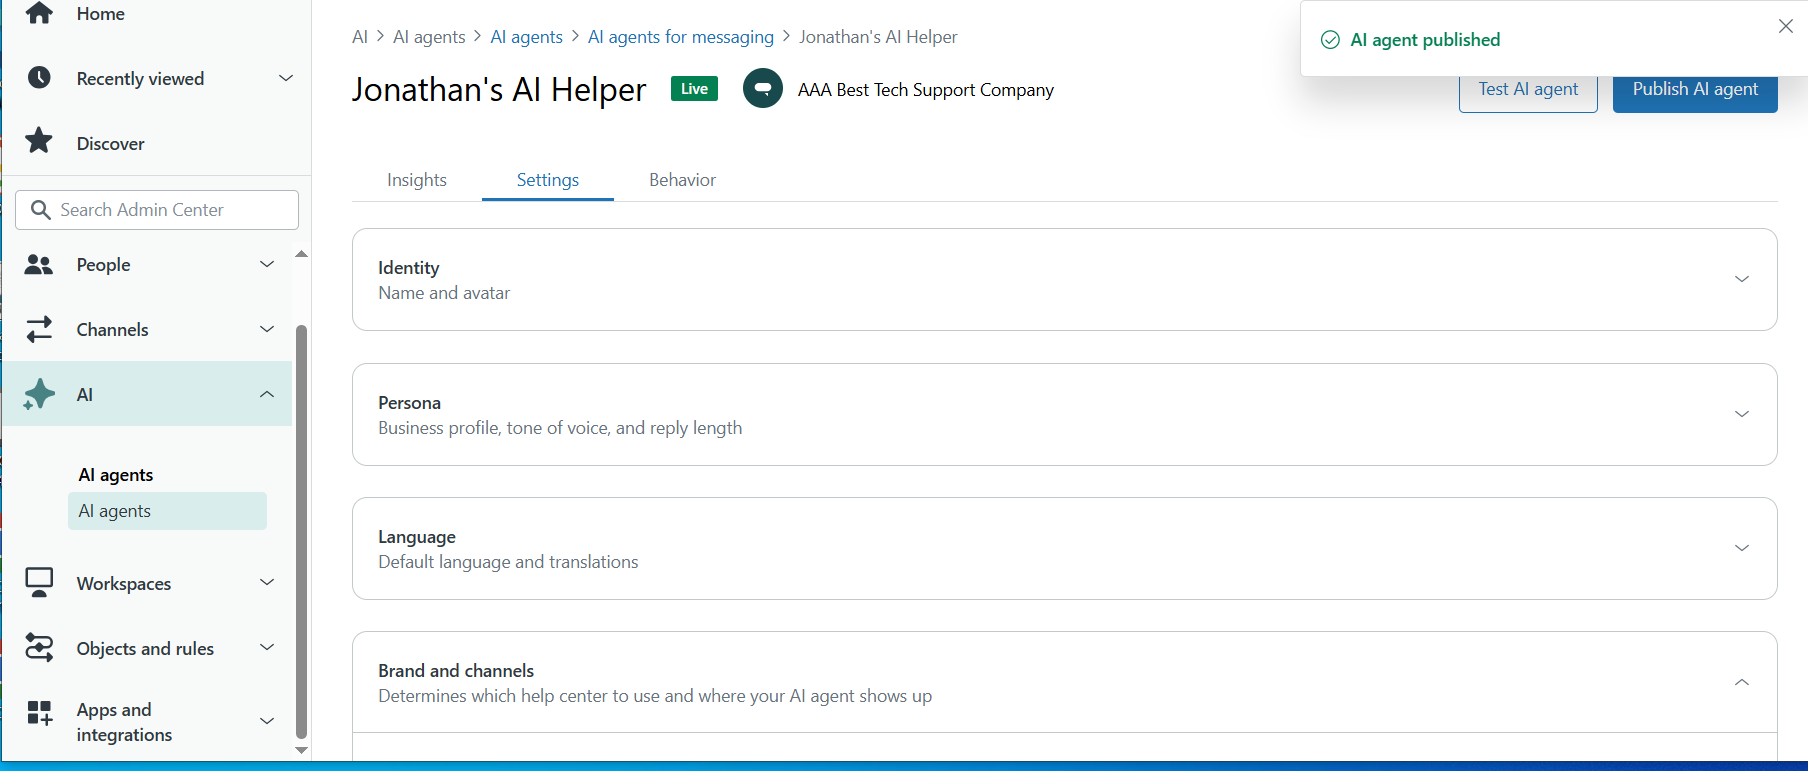 Home
Recently viewed
Discover
Search Admin Center
People
Channels
AI
AI agents
AI agents
Workspaces
Objects and rules
Apps and
integrations
AI > AI agents > AI agents > AI agents for messaging > Jonathan's AI Helper
Jonathan's AI Helper Live AAA Best Tech Support Company
AI agent published
Test AI agent Publish AI agent
Insights Settings Behavior
Identity
Name and avatar
Persona
Business profile, tone of voice, and reply length
Language
Default language and translations
Brand and channels
Determines which help center to use and where your AI agent shows up